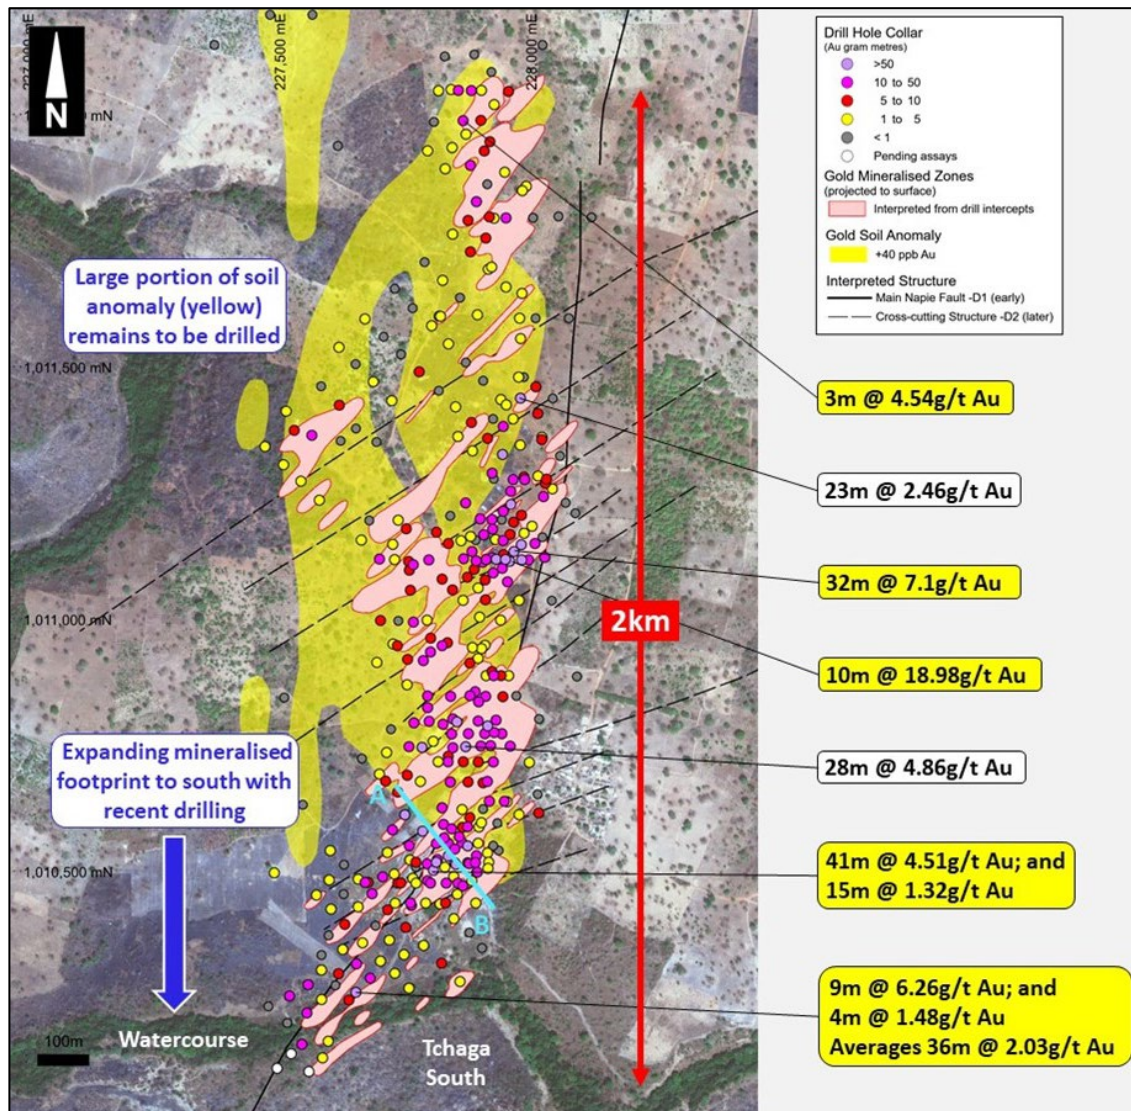 N
227,000 mE
227,500 mE
228,000 mE
mN
Large portion of soil
anomaly (yellow)
remains to be drilled
1,011,500 mN
1,011,000 mN
2km
Expanding mineralised
footprint to south with
recent drilling
A
B
1,010,500 mN
Watercourse
100m
Tchaga
South
Drill Hole Collar
(Au gram metres)
>50
10 to 50
5 to 10
1 to 5
< 1
Pending assays
Gold Mineralised Zones
(projected to surface)
Interpreted from drill intercepts
Gold Soil Anomaly
+40 ppb Au
Interpreted Structure
Main Napie Fault -D1 (early)
Cross-cutting Structure -D2 (later)
3m @ 4.54g/t Au
23m @ 2.46g/t Au
32m @ 7.1g/t Au
10m @ 18.98g/t Au
28m @ 4.86g/t Au
41m @ 4.51g/t Au; and
15m @ 1.32g/t Au
9m @ 6.26g/t Au; and
4m @ 1.48g/t Au
Averages 36m @ 2.03g/t Au